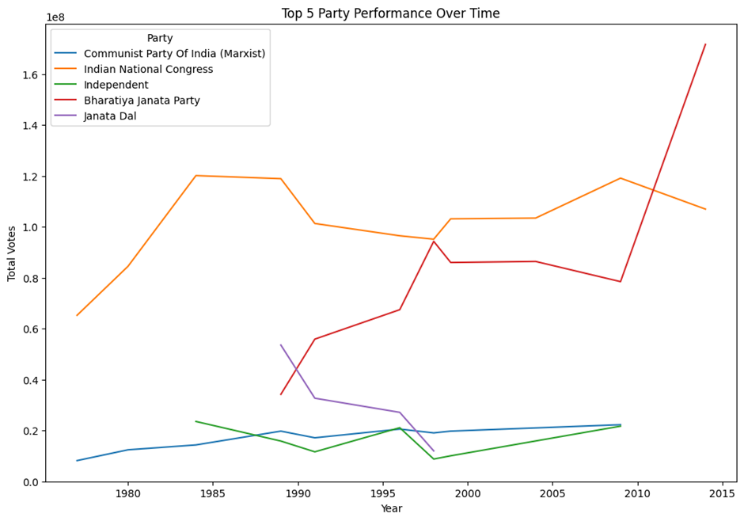 Top 5 Party Performance Over Time
1e8
Party
Communist Party Of India (Marxist)
Indian National Congress
Independent
Bharatiya Janata Party
Janata Dal
1.6
1.4
1.2
1.0
0.8
0.6
0.4
0.2
0.0
Total Votes
1980 1985 1990 1995 2000 2005 2010 2015
Year